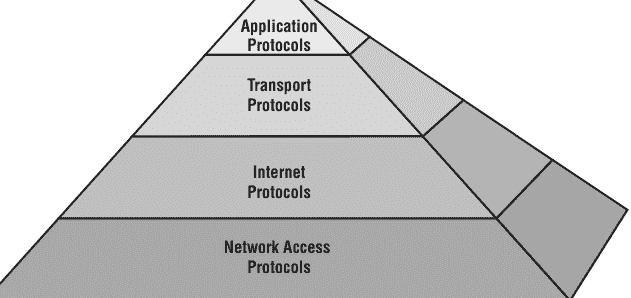 Application
Protocols
Transport
Protocols
Internet
Protocols
Network Access
Protocols